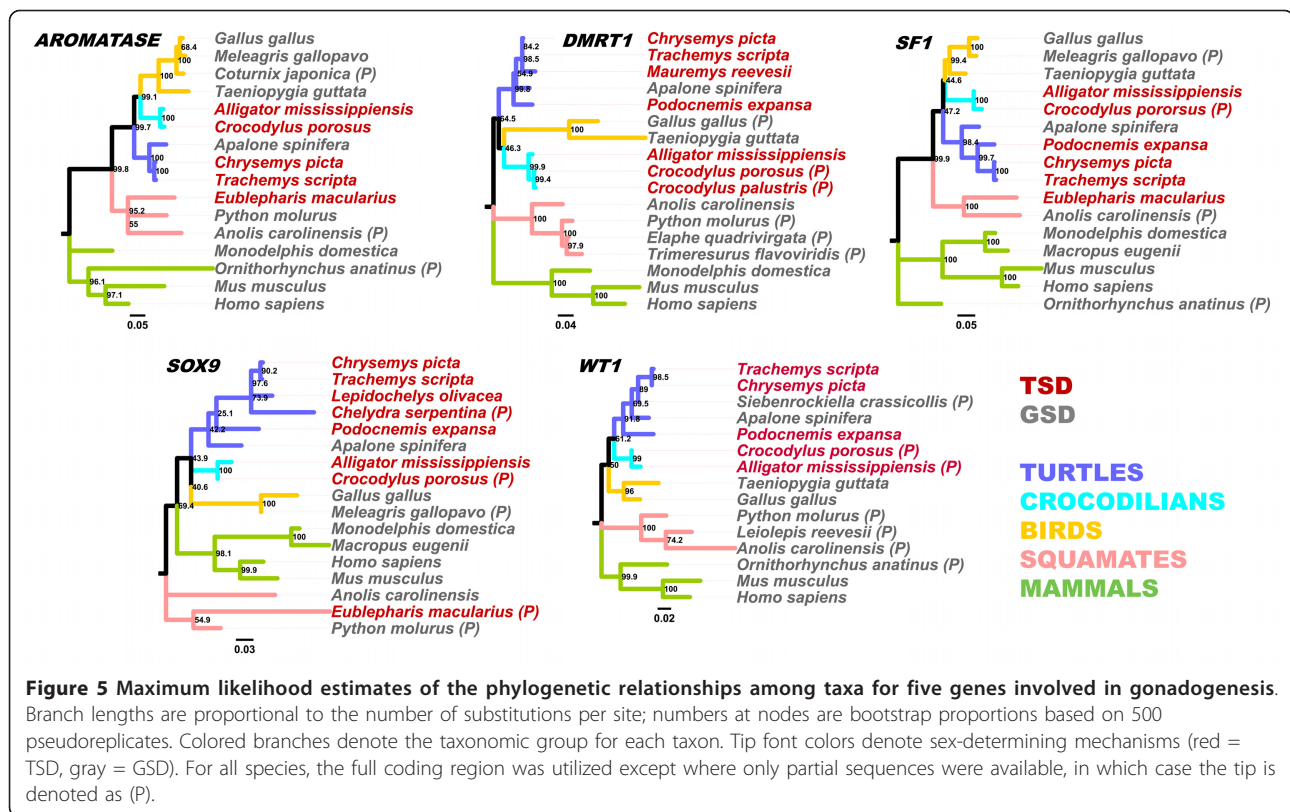 AROMATASE
Gallus gallus
Meleagris gallopavo
Coturnix japonica (P)
Taeniopygia guttata
Alligator mississippiensis
Crocodylus porosus
Apalone spinifera
Chrysemys picta
Trachemys scripta
Eublepharis macularius
Python molurus
Anolis carolinensis (P)
Monodelphis domestica
Ornithorhynchus anatinus (P)
Mus musculus
Homo sapiens
68.4
100
100
99.1
100
99.7
100
100
99.8
95.2
55
96.1
97.1
0.05
DMRT1
Chrysemys picta
Trachemys scripta
Mauremys reevesii
Apalone spinifera
Podocnemis expansa
Gallus gallus (P)
Taeniopygia guttata
Alligator mississippiensis
Crocodylus porosus (P)
Crocodylus palustris (P)
Anolis carolinensis
Python molurus (P)
Elaphe quadrivirgata (P)
Trimeresurus flavoviridis (P)
Monodelphis domestica
Mus musculus
Homo sapiens
84.2
98.5
54.9
99.8
64.5
100
46.3
99.9
99.4
100
100
97.9
100
100
0.04
SF1
Gallus gallus
Meleagris gallopavo
Taeniopygia guttata
Alligator mississippiensis
Crocodylus pororsus (P)
Apalone spinifera
Podocnemis expansa
Chrysemys picta
Trachemys scripta
Eublepharis macularius
Anolis carolinensis (P)
Monodelphis domestica
Macropus eugenii
Mus musculus
Homo sapiens
Ornithorhynchus anatinus (P)
100
99.4
44.6
100
47.2
98.4
99.7
100
99.9
100
100
100
100
0.05
SOX9
Chrysemys picta
Trachemys scripta
Lepidochelys olivacea
Chelydra serpentina (P)
Podocnemis expansa
Apalone spinifera
Alligator mississippiensis
Crocodylus porosus (P)
Gallus gallus
Meleagris gallopavo (P)
Monodelphis domestica
Macropus eugenii
Homo sapiens
Mus musculus
Anolis carolinensis
Eublepharis macularius (P)
Python molurus (P)
90.2
97.6
73.9
25.1
42.2
43.9
100
40.6
100
69.4
100
98.1
99.9
54.9
0.03
WT1
Trachemys scripta
Chrysemys picta
Siebenrockiella crassicollis (P)
Apalone spinifera
Podocnemis expansa
Crocodylus porosus (P)
Alligator mississippiensis (P)
Taeniopygia guttata
Gallus gallus
Python molurus (P)
Leiolepis reevesii (P)
Anolis carolinensis (P)
Ornithorhynchus anatinus (P)
Mus musculus
Homo sapiens
98.5
89
69.5
91.8
61.2
99
50
96
100
74.2
99.9
100
0.02
TSD
GSD
TURTLES
CROCODILIANS
BIRDS
SQUAMATES
MAMMALS
Figure 5 Maximum likelihood estimates of the phylogenetic relationships among taxa for five genes involved in gonadogenesis.
Branch lengths are proportional to the number of substitutions per site; numbers at nodes are bootstrap proportions based on 500
pseudoreplicates. Colored branches denote the taxonomic group for each taxon. Tip font colors denote sex-determining mechanisms (red =
TSD, gray = GSD). For all species, the full coding region was utilized except where only partial sequences were available, in which case the tip is
denoted as (P).